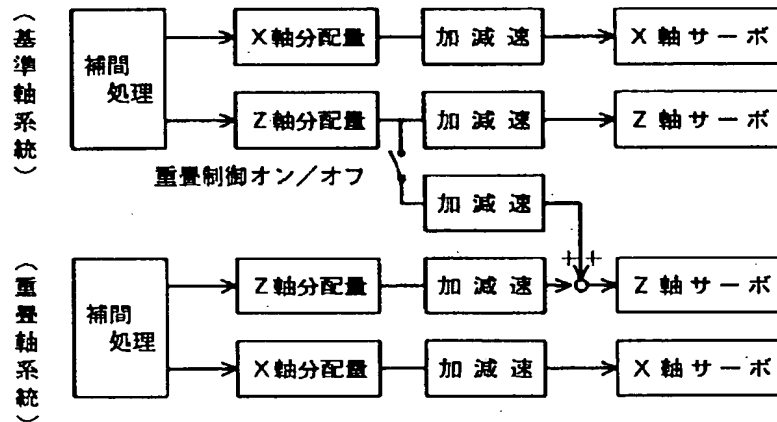 （基準軸系統）
補間
処理
X軸分配量
加減速
X軸サーボ
Z軸分配量
加減速
Z軸サーボ
重畳制御オン／オフ
加減速
＋＋
（重畳軸系統）
補間
処理
Z軸分配量
加減速
Z軸サーボ
X軸分配量
加減速
X軸サーボ